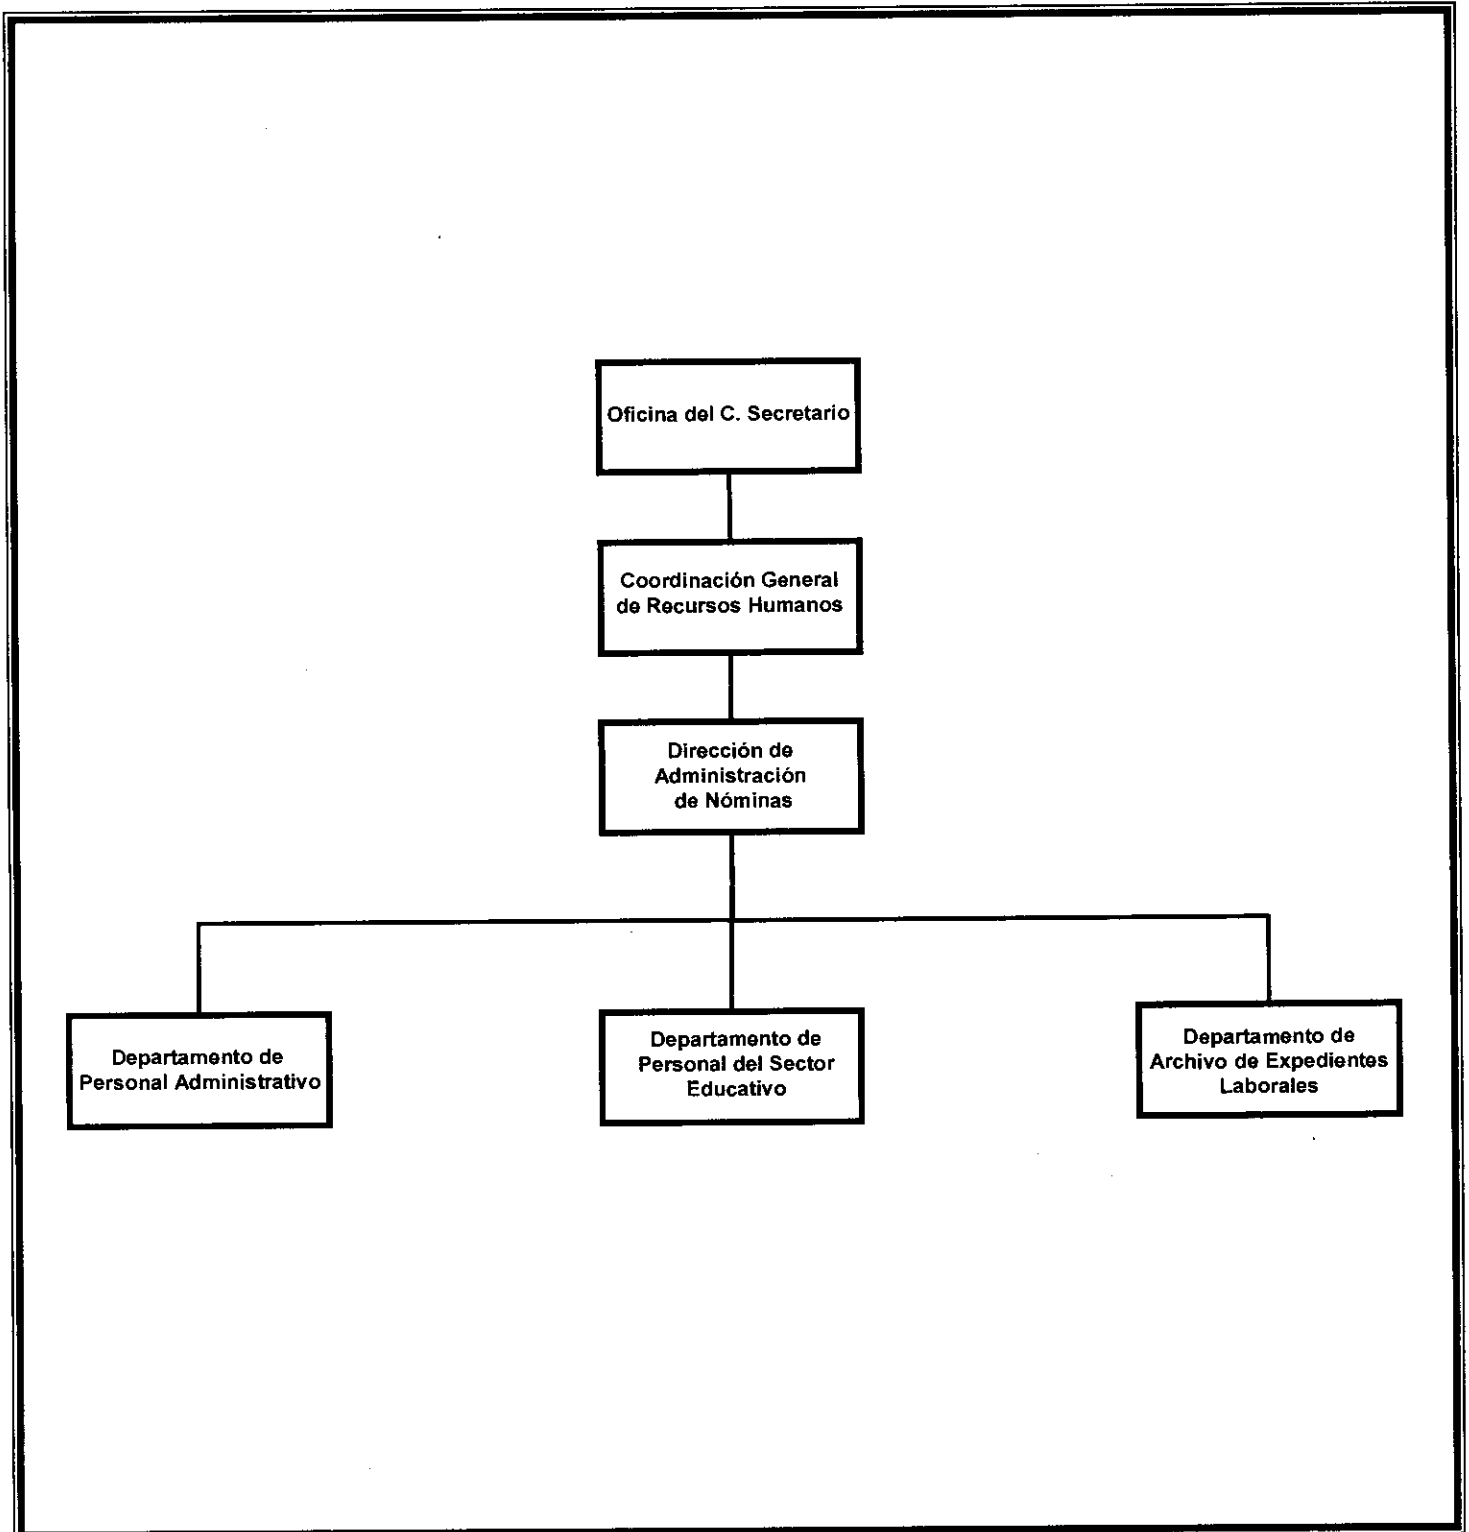 Oficina del C. Secretario
Coordinación General
de Recursos Humanos
Dirección de
Administración
de Nóminas
Departamento de
Personal Administrativo
Departamento de
Personal del Sector
Educativo
Departamento de
Archivo de Expedientes
Laborales